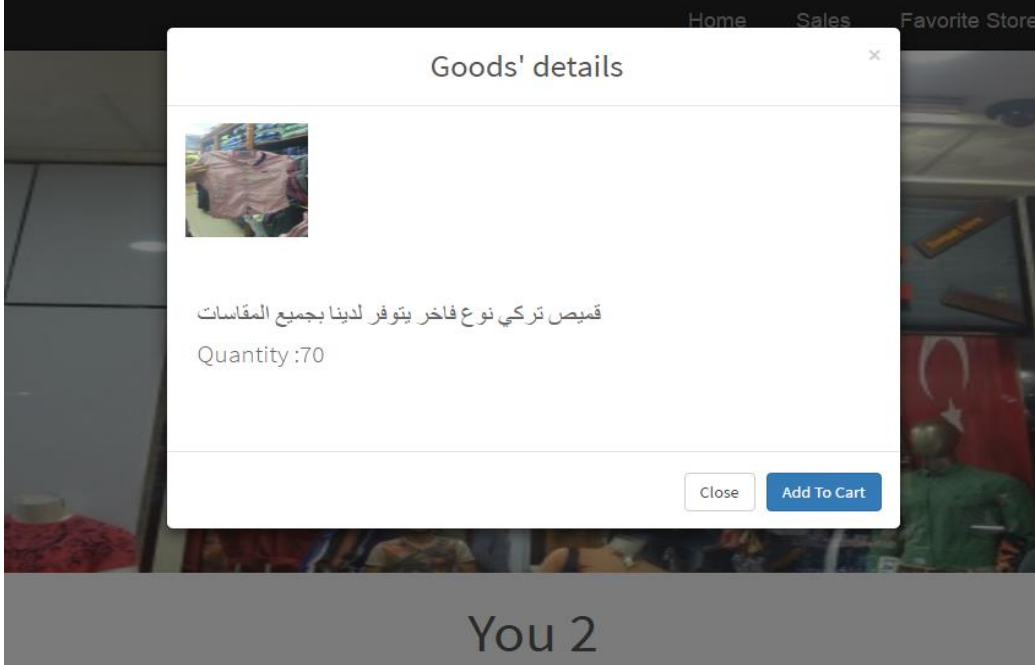 Home Sales Favorite Store
Goods' details
×
قميص تركي نوع فاخر يتوفر لدينا بجميع المقاسات
Quantity :70
Close Add To Cart
You 2